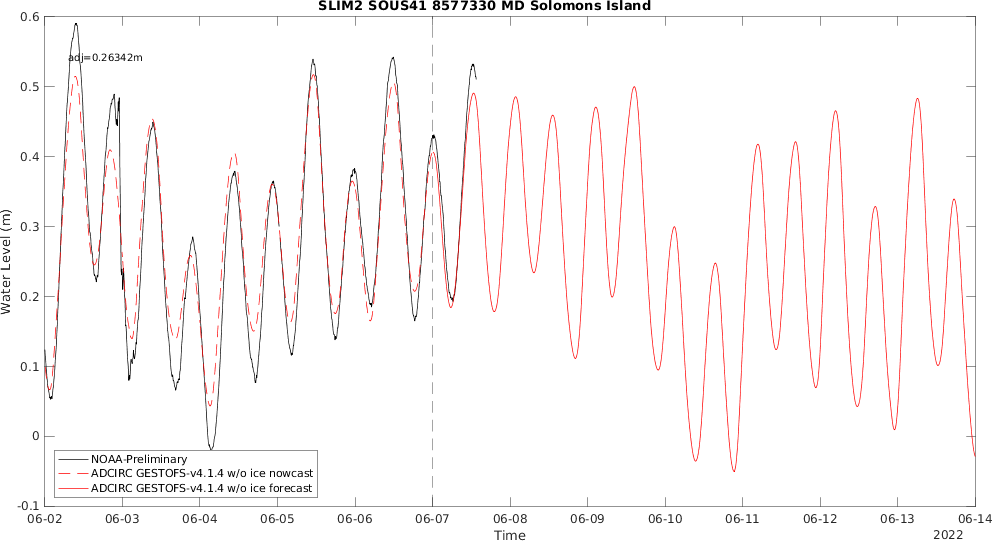 SLIM2 SOUS41 8577330 MD Solomons Island
0.6
0.5
0.4
0.3
0.2
0.1
0
-0.1
Water Level (m)
adj=0.26342m
NOAA-Preliminary
ADCIRC GESTOFS-v4.1.4 w/o ice nowcast
ADCIRC GESTOFS-v4.1.4 w/o ice forecast
06-02 06-03 06-04 06-05 06-06 06-07 06-08 06-09 06-10 06-11 06-12 06-13 06-14
Time
2022